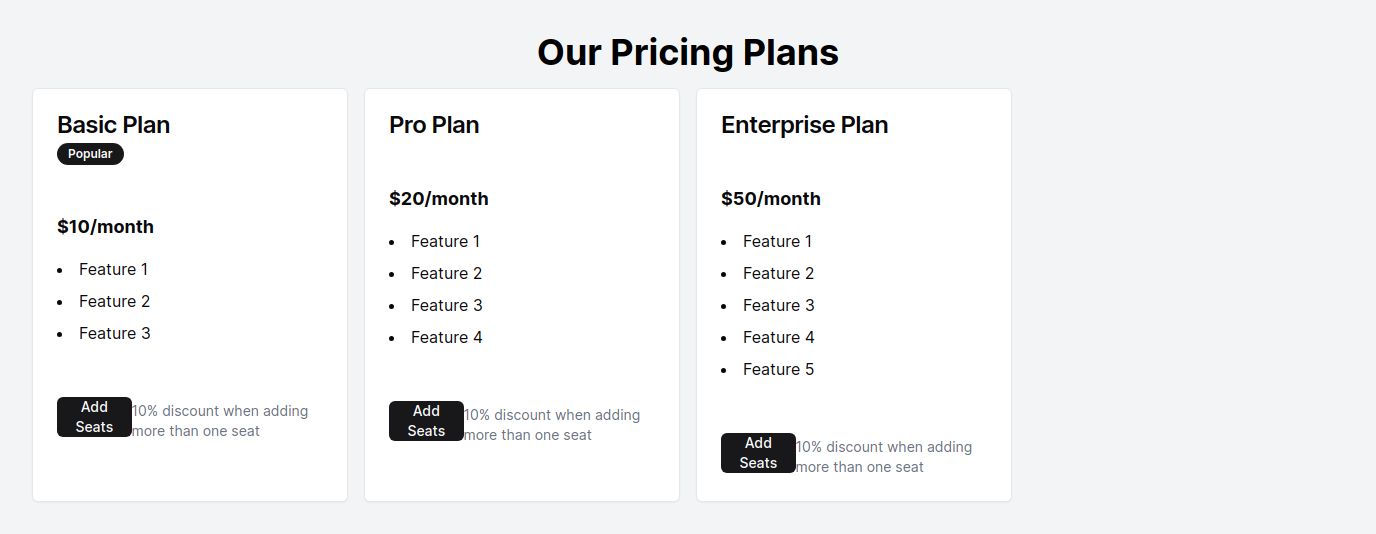 Our Pricing Plans
Basic Plan
Popular
$10/month
Feature 1
Feature 2
Feature 3
Add
Seats
10% discount when adding
more than one seat
Pro Plan
$20/month
Feature 1
Feature 2
Feature 3
Feature 4
Add
Seats
10% discount when adding
more than one seat
Enterprise Plan
$50/month
Feature 1
Feature 2
Feature 3
Feature 4
Feature 5
Add
Seats
10% discount when adding
more than one seat